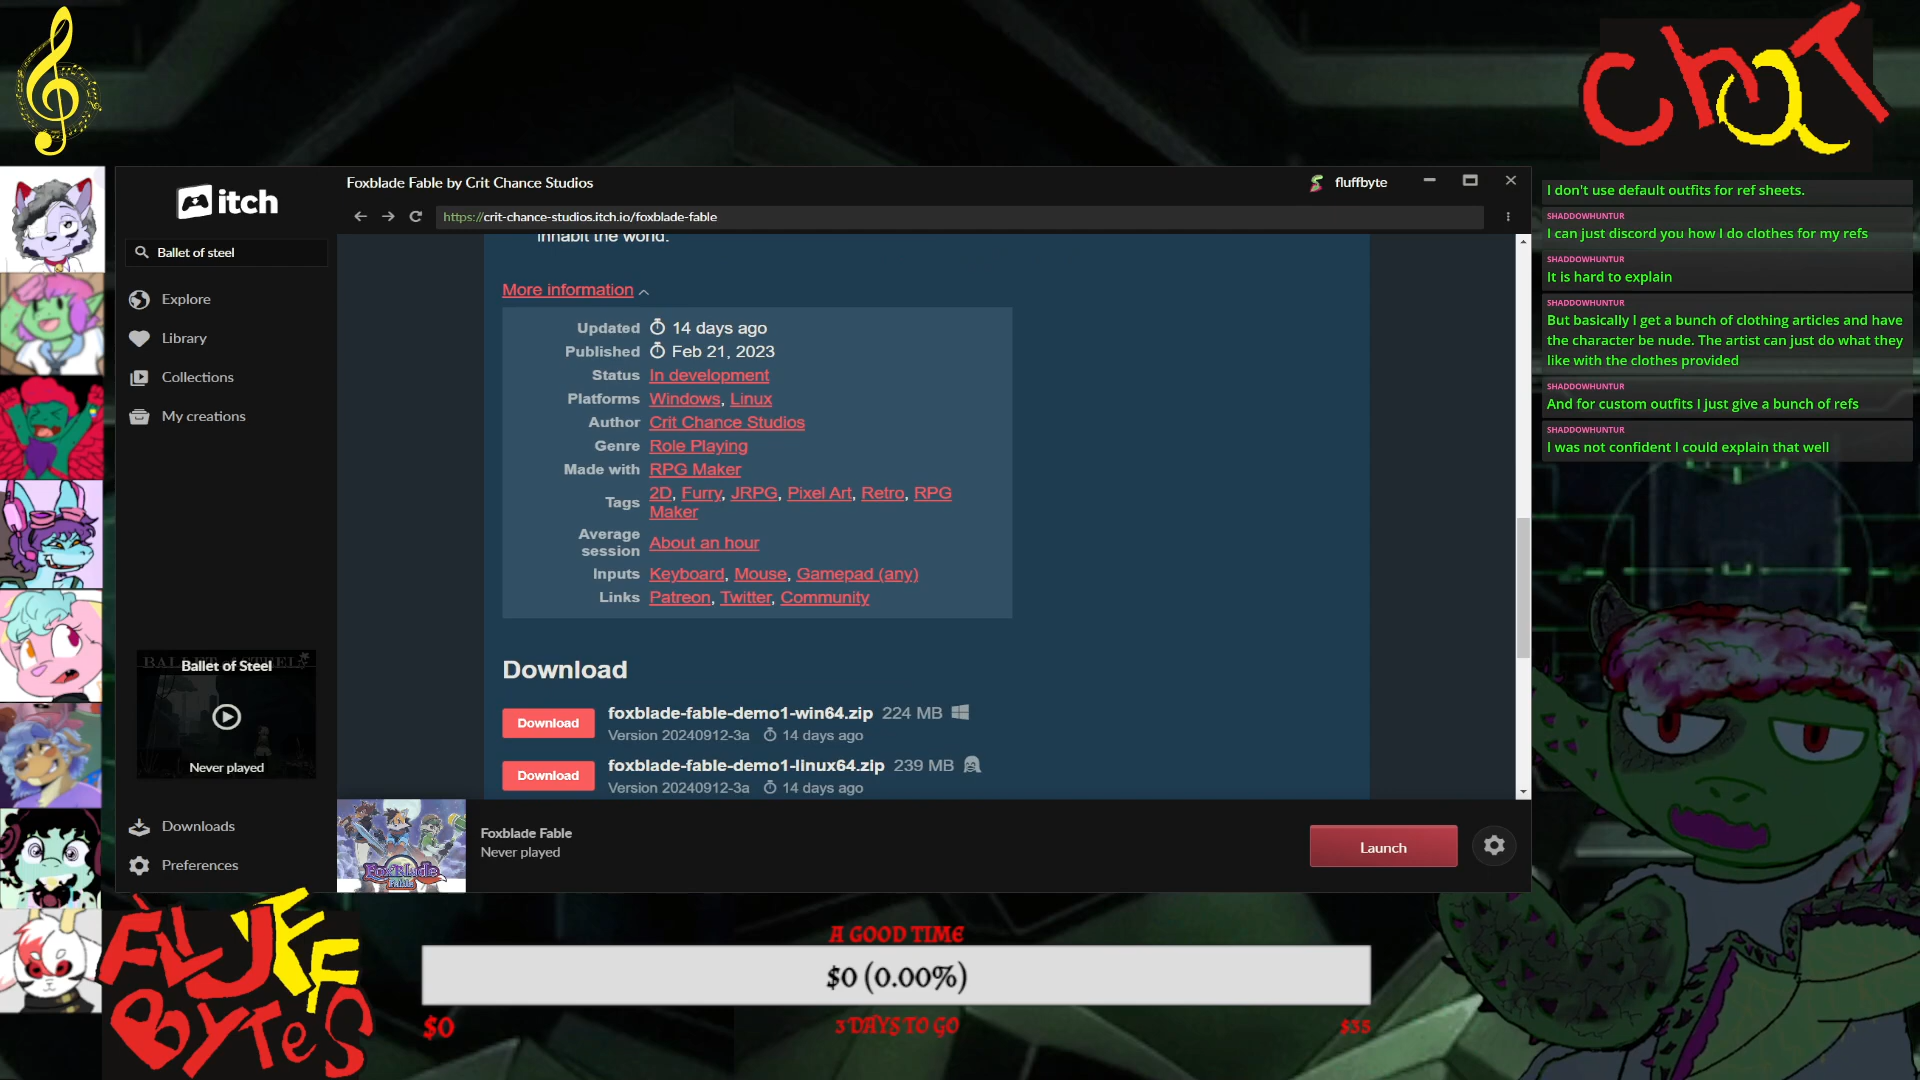 chaT
itch
Foxblade Fable by Crit Chance Studios
fluffbyte
https://crit-chance-studios.itch.io/foxblade-fable
Ballet of steel
Explore
Library
Collections
My creations
BALLET OF STEEL
Ballet of Steel
Never played
Downloads
Preferences
inhabit the world.
More information
Updated 14 days ago
Published Feb 21, 2023
Status In development
Platforms Windows, Linux
Author Crit Chance Studios
Genre Role Playing
Made with RPG Maker
Tags 2D, Furry, JRPG, Pixel Art, Retro, RPG
Maker
Average
session About an hour
Inputs Keyboard, Mouse, Gamepad (any)
Links Patreon, Twitter, Community
Download
Download foxblade-fable-demo1-win64.zip 224 MB
Version 20240912-3a 14 days ago
Download foxblade-fable-demo1-linux64.zip 239 MB
Version 20240912-3a 14 days ago
FoxBlade
Fable
Foxblade Fable
Never played
Launch
I don't use default outfits for ref sheets.
SHADDOWHUNTUR
I can just discord you how I do clothes for my refs
SHADDOWHUNTUR
It is hard to explain
SHADDOWHUNTUR
But basically I get a bunch of clothing articles and have
the character be nude. The artist can just do what they
like with the clothes provided
SHADDOWHUNTUR
And for custom outfits I just give a bunch of refs
SHADDOWHUNTUR
I was not confident I could explain that well
FLUFF
BYTeS
A GOOD TIME
$0 (0.00%)
$0
3 DAYS TO GO
$35